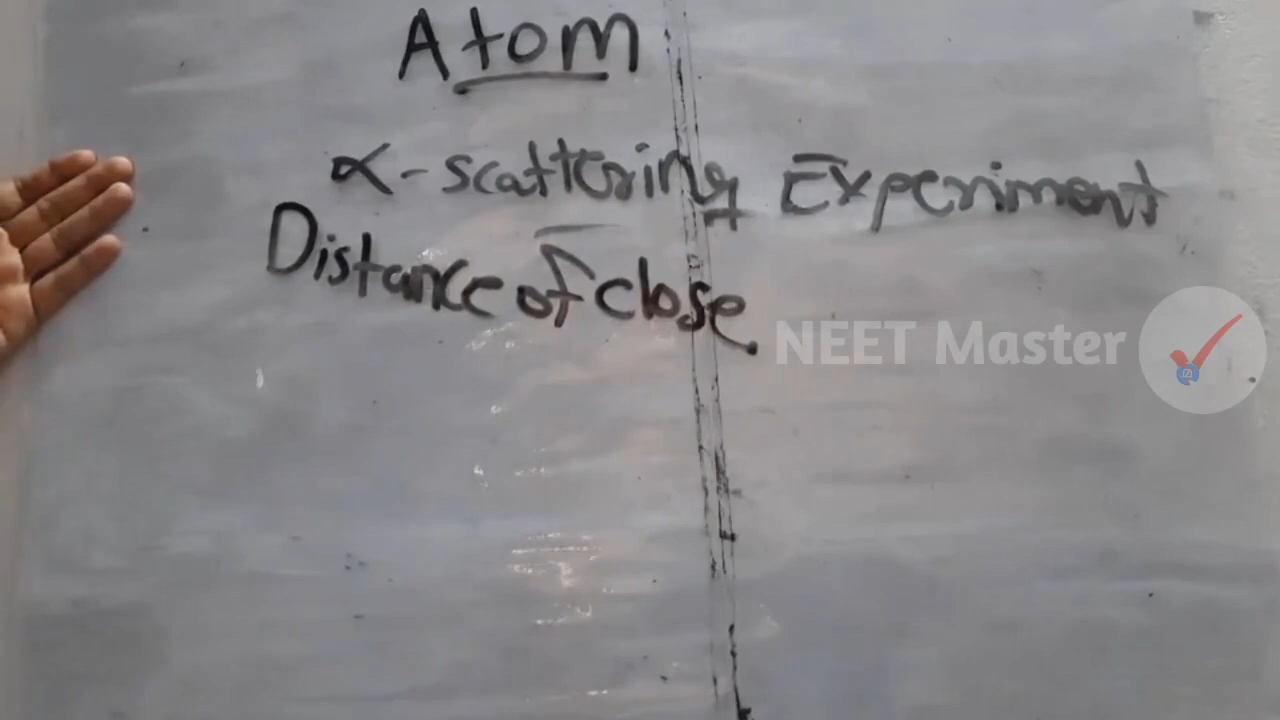 Atom
α-scattering Experiment
Distance of close
NEET Master